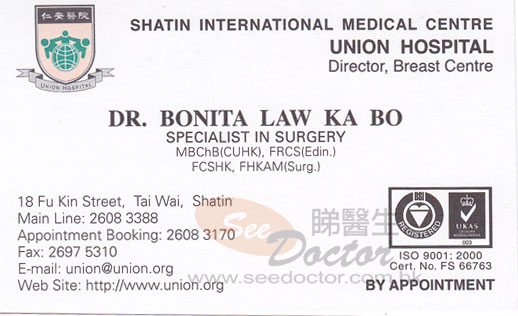 仁安醫院
UNION HOSPITAL
SHATIN INTERNATIONAL MEDICAL CENTRE
UNION HOSPITAL
Director, Breast Centre
DR. BONITA LAW KA BO
SPECIALIST IN SURGERY
MBChB(CUHK), FRCS(Edin.)
FCSHK, FHKAM(Surg.)
18 Fu Kin Street, Tai Wai, Shatin
Main Line: 2608 3388
Appointment Booking: 2608 3170
Fax: 2697 5310
E-mail: union@union.org
Web Site: http://www.union.org
See Doctor 睇醫生
www.seedoctor.com.hk
BSI
REGISTERED
UKAS
003
ISO 9001: 2000
Cert. No. FS 66763
BY APPOINTMENT